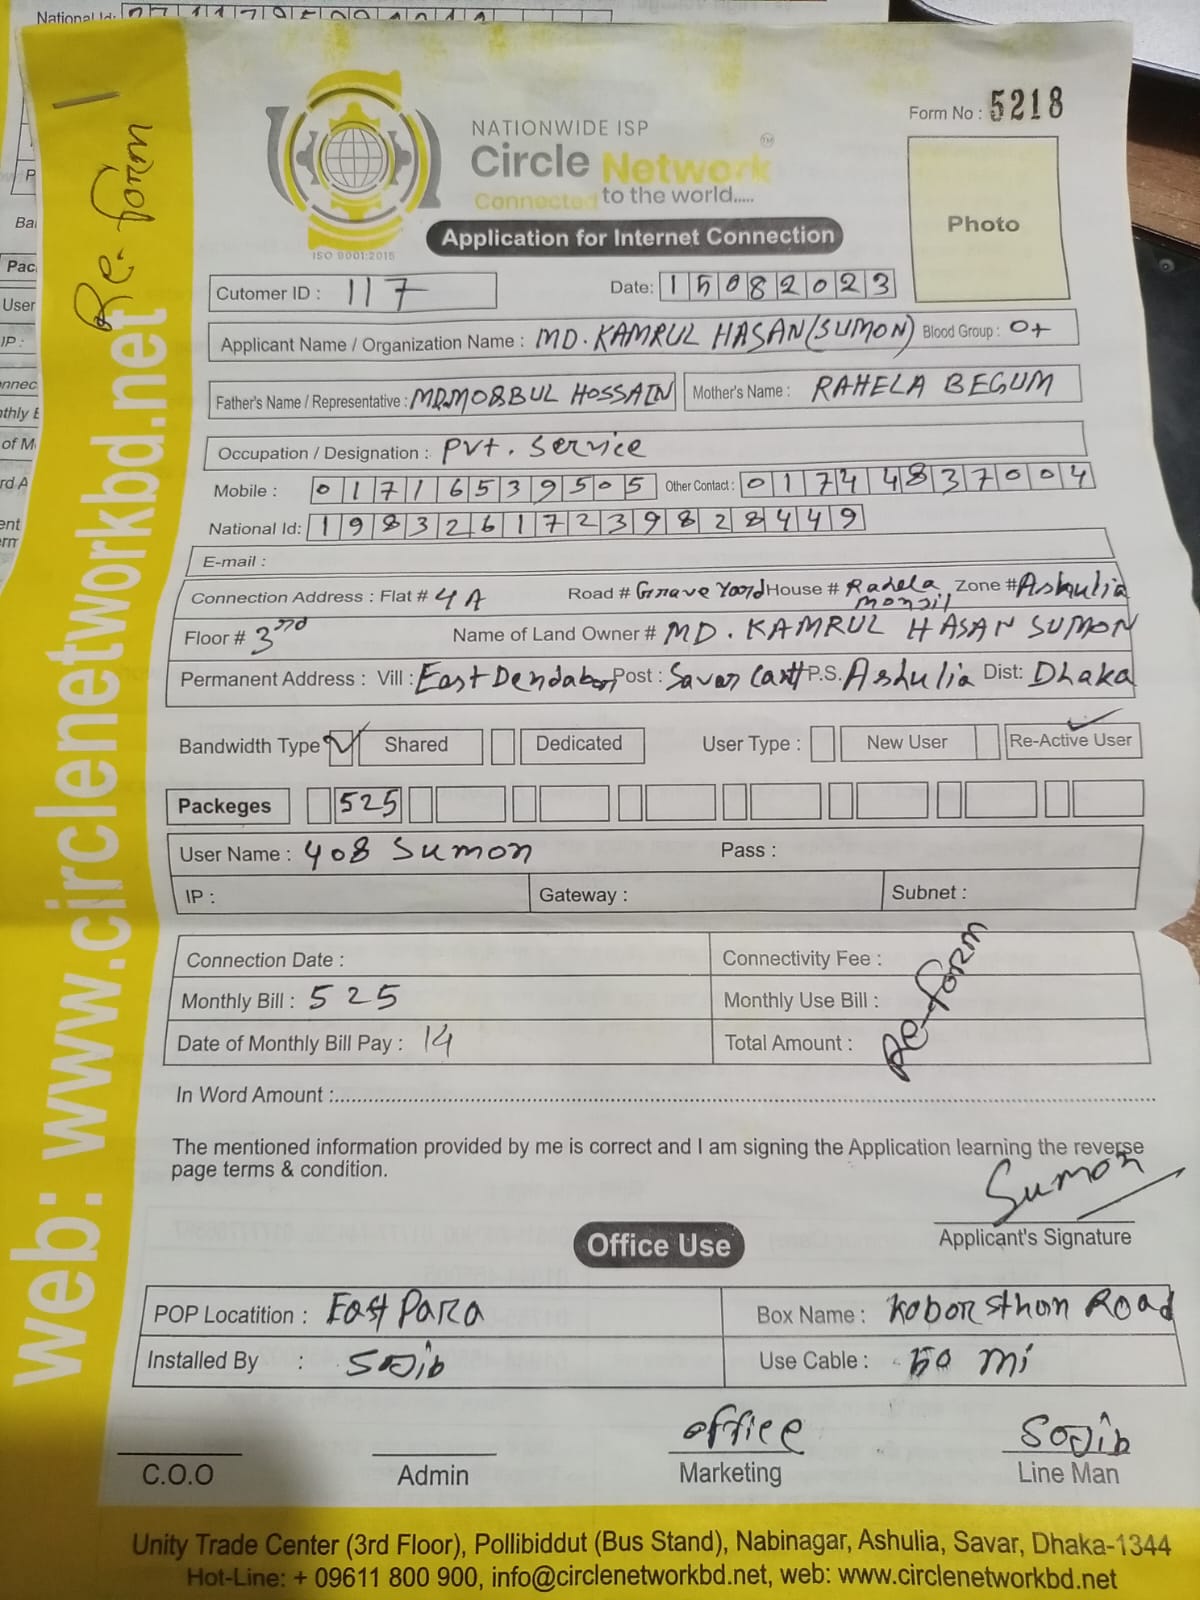 National Id:
Re-form
NATIONWIDE ISP
Circle Network
TM
Connected to the world.....
ISO 9001:2015
Form No : 5218
Photo
Application for Internet Connection
Cutomer ID : 117 Date: 15082023
Applicant Name / Organization Name : MD. KAMRUL HASAN (SUMON) Blood Group : O+
Father's Name / Representative : MD. MOBBUL HOSSAIN Mother's Name : RAHELA BEGUM
Occupation / Designation : Pvt. Service
Mobile : 01716539505 Other Contact : 01744837004
National Id: 19832617239828449
E-mail :
Connection Address : Flat # 4A Road # Grave Yoord House # Rahela Monjil Zone # Ashulia
Floor # 3rd Name of Land Owner # MD. KAMRUL HASAN SUMON
Permanent Address : Vill : East Dendabor Post : Savar Cantt P.S. Ashulia Dist: Dhaka
Bandwidth Type ✓ Shared Dedicated User Type : New User ✓ Re-Active User
Packeges 525
User Name : 408 Sumon Pass :
IP : Gateway : Subnet :
Connection Date : Connectivity Fee :
Monthly Bill : 525 Monthly Use Bill :
Date of Monthly Bill Pay : 14 Total Amount :
Re-form
In Word Amount :
The mentioned information provided by me is correct and I am signing the Application learning the reverse
page terms & condition.
Sumon
Applicant's Signature
Office Use
POP Locatition : East Para Box Name : Koborsthan Road
Installed By : Sojib Use Cable : 50 mi
office Sojib
C.O.O Admin Marketing Line Man
Unity Trade Center (3rd Floor), Pollibiddut (Bus Stand), Nabinagar, Ashulia, Savar, Dhaka-1344
Hot-Line: + 09611 800 900, info@circlenetworkbd.net, web: www.circlenetworkbd.net
web: www.circlenetworkbd.net